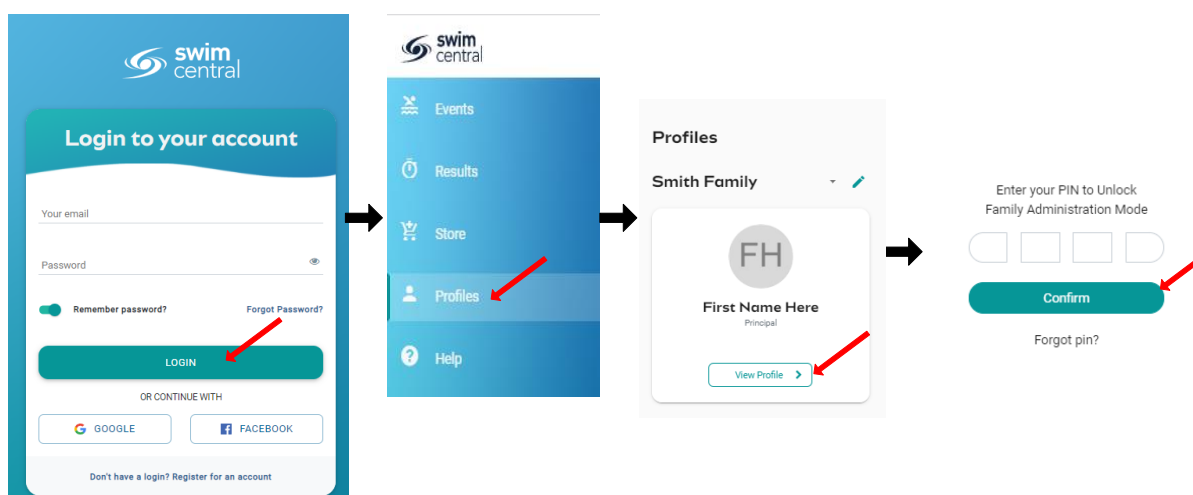 swim
central
Login to your account
Your email
Password
Remember password?
Forgot Password?
LOGIN
OR CONTINUE WITH
GOOGLE
FACEBOOK
Don't have a login? Register for an account
swim
central
Events
Results
Store
Profiles
Help
Profiles
Smith Family
FH
First Name Here
Principal
View Profile
Enter your PIN to Unlock
Family Administration Mode
Confirm
Forgot pin?